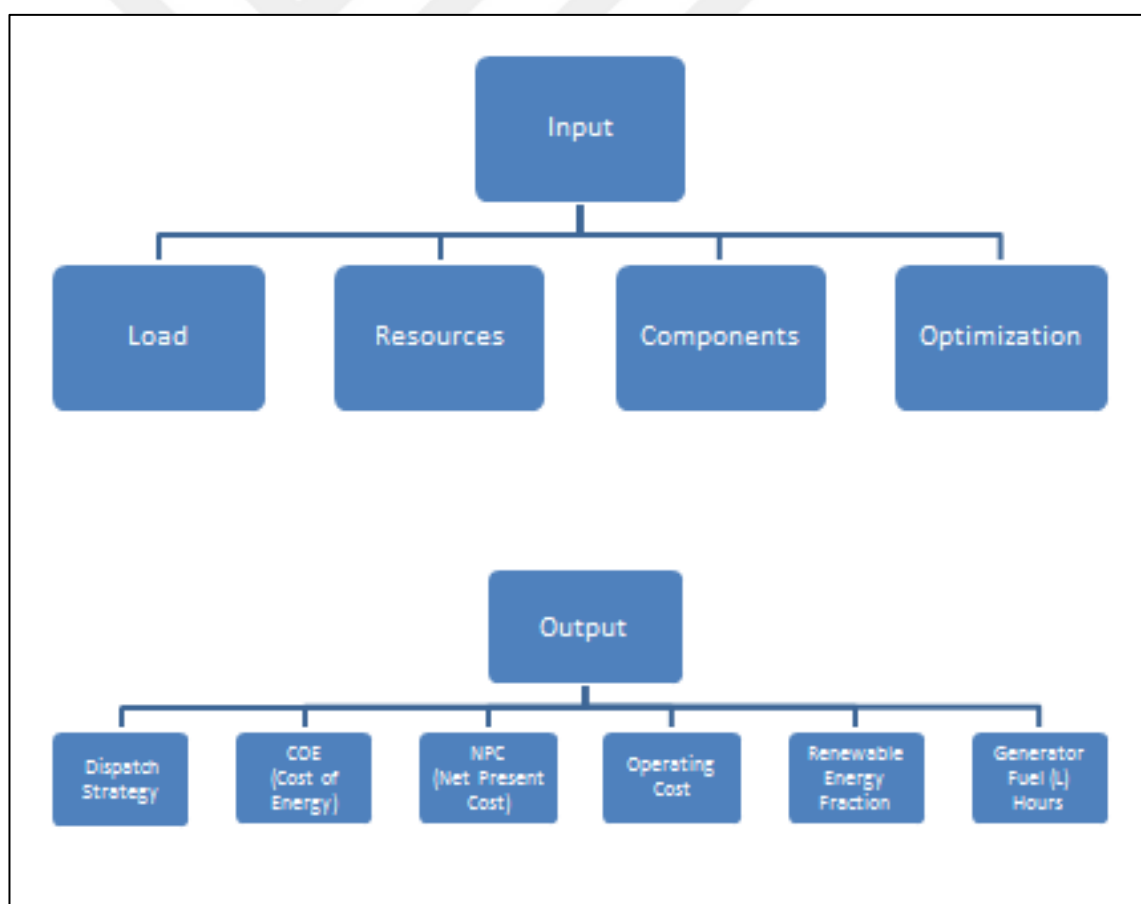 Input
Load
Resources
Components
Optimization
Output
Dispatch
Strategy
COE
(Cost of
Energy)
NPC
(Net Present
Cost)
Operating
Cost
Renewable
Energy
Fraction
Generator
Fuel (L)
Hours